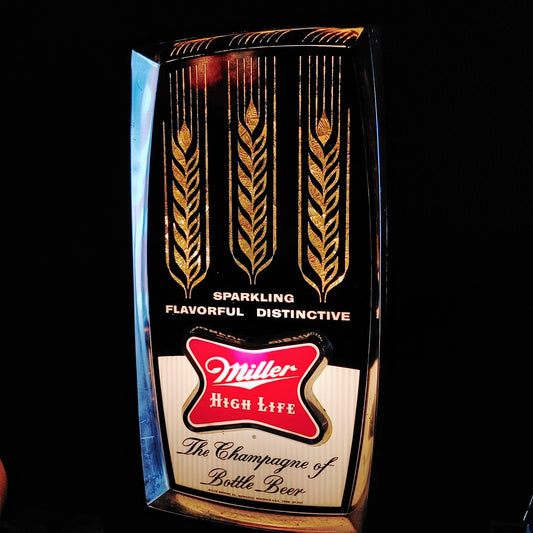 SPARKLING
FLAVORFUL DISTINCTIVE
Miller
HIGH LIFE
®
The Champagne of
Bottle Beer